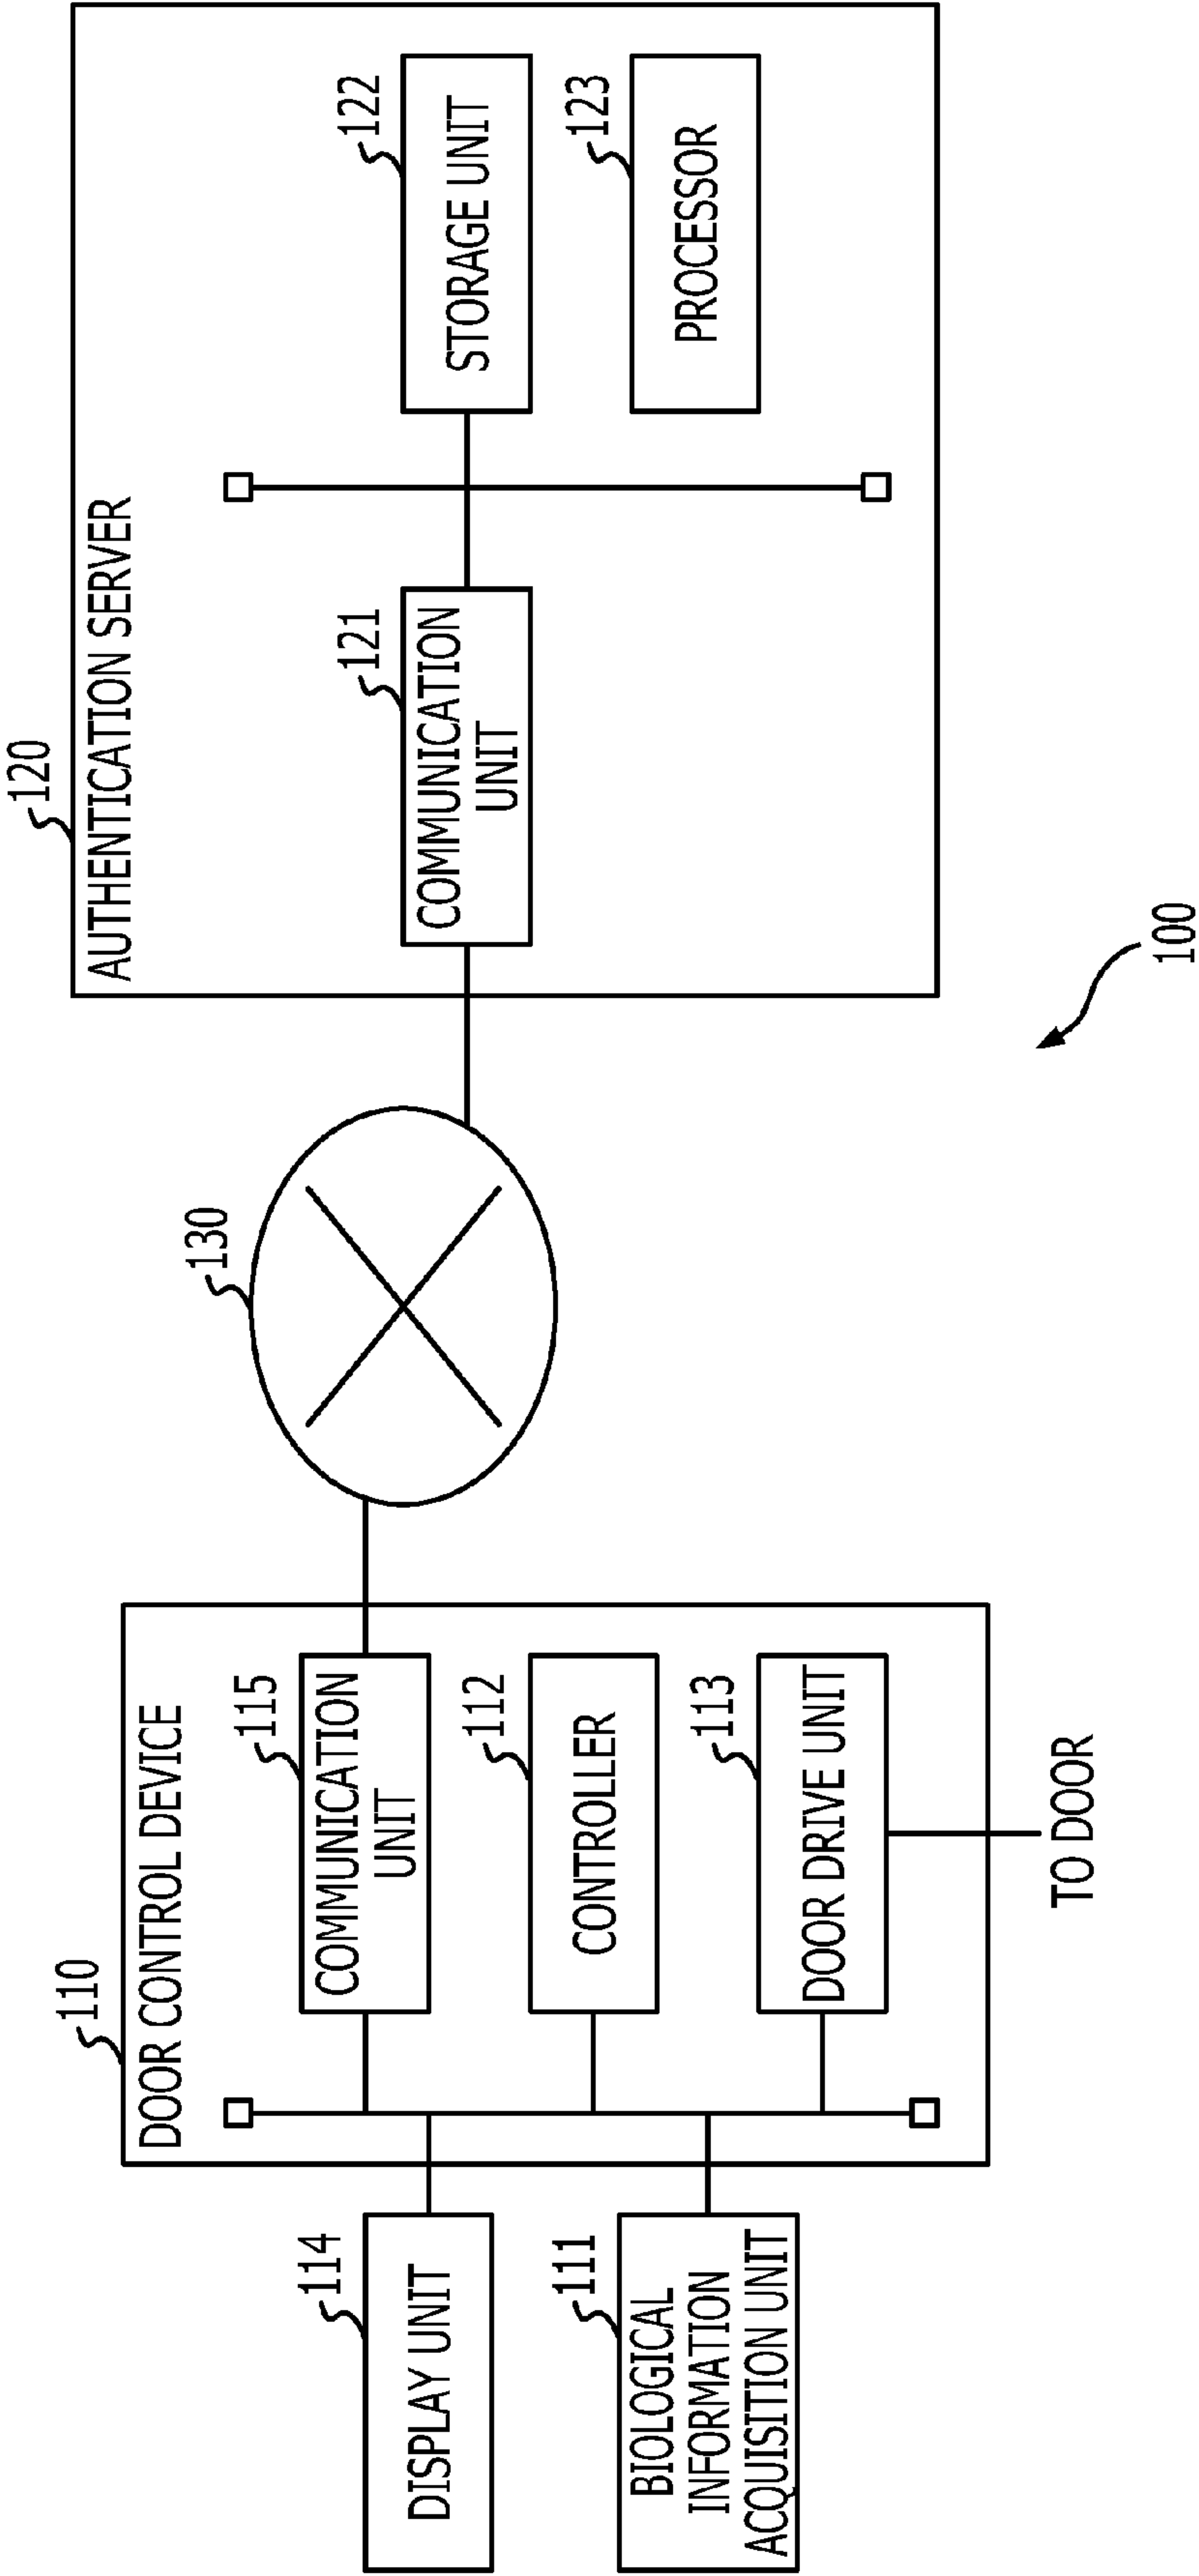 110
DOOR CONTROL DEVICE
114
DISPLAY UNIT
111
BIOLOGICAL
INFORMATION
ACQUISITION UNIT
115
COMMUNICATION
UNIT
112
CONTROLLER
113
DOOR DRIVE UNIT
TO DOOR
130
120
AUTHENTICATION SERVER
121
COMMUNICATION
UNIT
122
STORAGE UNIT
123
PROCESSOR
100